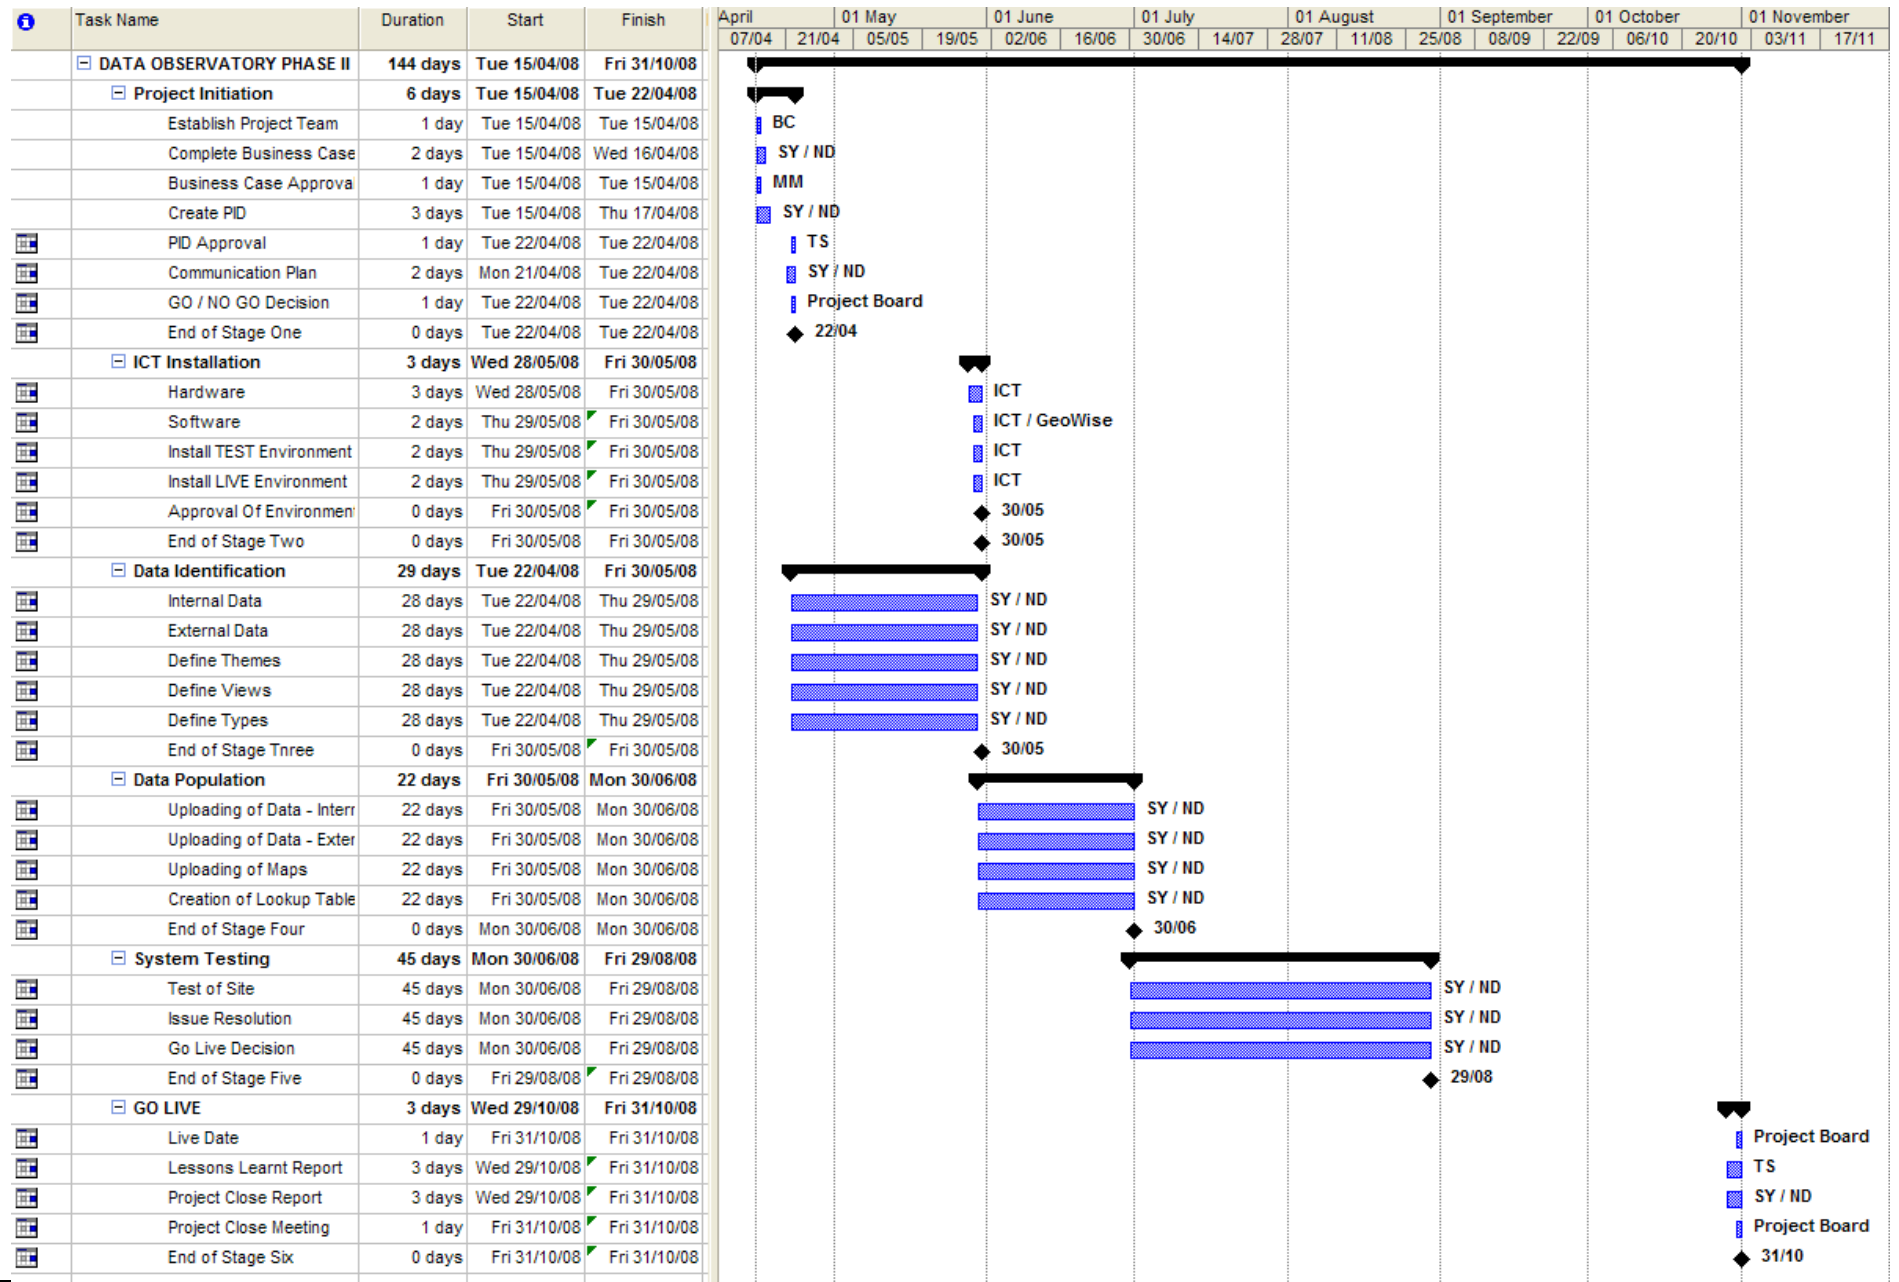 Task Name Duration Start Finish April 01 May 01 June 01 July 01 August 01 September 01 October 01 November
07/04 21/04 05/05 19/05 02/06 16/06 30/06 14/07 28/07 11/08 25/08 08/09 22/09 06/10 20/10 03/11 17/11
DATA OBSERVATORY PHASE II 144 days Tue 15/04/08 Fri 31/10/08
Project Initiation 6 days Tue 15/04/08 Tue 22/04/08
Establish Project Team 1 day Tue 15/04/08 Tue 15/04/08 BC
Complete Business Case 2 days Tue 15/04/08 Wed 16/04/08 SY / ND
Business Case Approval 1 day Tue 15/04/08 Tue 15/04/08 MM
Create PID 3 days Tue 15/04/08 Thu 17/04/08 SY / ND
PID Approval 1 day Tue 22/04/08 Tue 22/04/08 TS
Communication Plan 2 days Mon 21/04/08 Tue 22/04/08 SY / ND
GO / NO GO Decision 1 day Tue 22/04/08 Tue 22/04/08 Project Board
End of Stage One 0 days Tue 22/04/08 Tue 22/04/08 22/04
ICT Installation 3 days Wed 28/05/08 Fri 30/05/08
Hardware 3 days Wed 28/05/08 Fri 30/05/08 ICT
Software 2 days Thu 29/05/08 Fri 30/05/08 ICT / GeoWise
Install TEST Environment 2 days Thu 29/05/08 Fri 30/05/08 ICT
Install LIVE Environment 2 days Thu 29/05/08 Fri 30/05/08 ICT
Approval Of Environmen 0 days Fri 30/05/08 Fri 30/05/08 30/05
End of Stage Two 0 days Fri 30/05/08 Fri 30/05/08 30/05
Data Identification 29 days Tue 22/04/08 Fri 30/05/08
Internal Data 28 days Tue 22/04/08 Thu 29/05/08 SY / ND
External Data 28 days Tue 22/04/08 Thu 29/05/08 SY / ND
Define Themes 28 days Tue 22/04/08 Thu 29/05/08 SY / ND
Define Views 28 days Tue 22/04/08 Thu 29/05/08 SY / ND
Define Types 28 days Tue 22/04/08 Thu 29/05/08 SY / ND
End of Stage Tnree 0 days Fri 30/05/08 Fri 30/05/08 30/05
Data Population 22 days Fri 30/05/08 Mon 30/06/08
Uploading of Data - Interr 22 days Fri 30/05/08 Mon 30/06/08 SY / ND
Uploading of Data - Exter 22 days Fri 30/05/08 Mon 30/06/08 SY / ND
Uploading of Maps 22 days Fri 30/05/08 Mon 30/06/08 SY / ND
Creation of Lookup Table 22 days Fri 30/05/08 Mon 30/06/08 SY / ND
End of Stage Four 0 days Mon 30/06/08 Mon 30/06/08 30/06
System Testing 45 days Mon 30/06/08 Fri 29/08/08
Test of Site 45 days Mon 30/06/08 Fri 29/08/08 SY / ND
Issue Resolution 45 days Mon 30/06/08 Fri 29/08/08 SY / ND
Go Live Decision 45 days Mon 30/06/08 Fri 29/08/08 SY / ND
End of Stage Five 0 days Fri 29/08/08 Fri 29/08/08 29/08
GO LIVE 3 days Wed 29/10/08 Fri 31/10/08
Live Date 1 day Fri 31/10/08 Fri 31/10/08 Project Board
Lessons Learnt Report 3 days Wed 29/10/08 Fri 31/10/08 TS
Project Close Report 3 days Wed 29/10/08 Fri 31/10/08 SY / ND
Project Close Meeting 1 day Fri 31/10/08 Fri 31/10/08 Project Board
End of Stage Six 0 days Fri 31/10/08 Fri 31/10/08 31/10